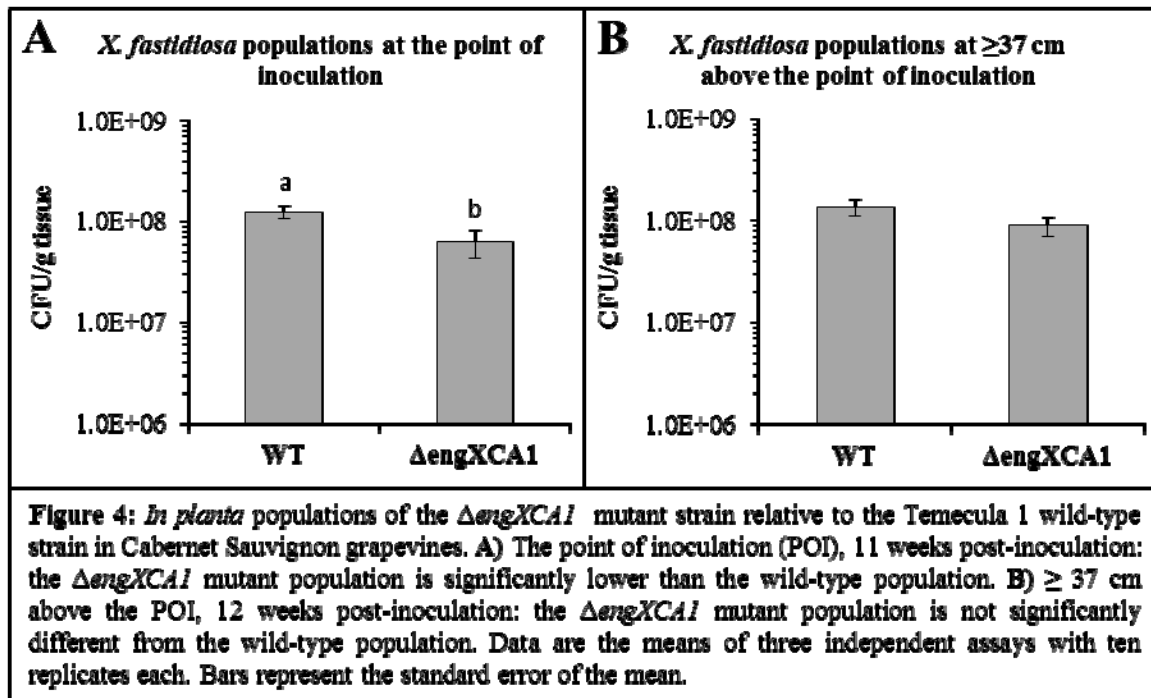 A
X. fastidiosa populations at the point of
inoculation
1.0E+09
1.0E+08
1.0E+07
1.0E+06
CFU/g tissue
a
b
WT
ΔengXCA1
B
X. fastidiosa populations at ≥37 cm
above the point of inoculation
1.0E+09
1.0E+08
1.0E+07
1.0E+06
CFU/g tissue
WT
ΔengXCA1
Figure 4: In planta populations of the ΔengXCA1 mutant strain relative to the Temecula 1 wild-type
strain in Cabernet Sauvignon grapevines. A) The point of inoculation (POI), 11 weeks post-inoculation:
the ΔengXCA1 mutant population is significantly lower than the wild-type population. B) ≥ 37 cm
above the POI, 12 weeks post-inoculation: the ΔengXCA1 mutant population is not significantly
different from the wild-type population. Data are the means of three independent assays with ten
replicates each. Bars represent the standard error of the mean.